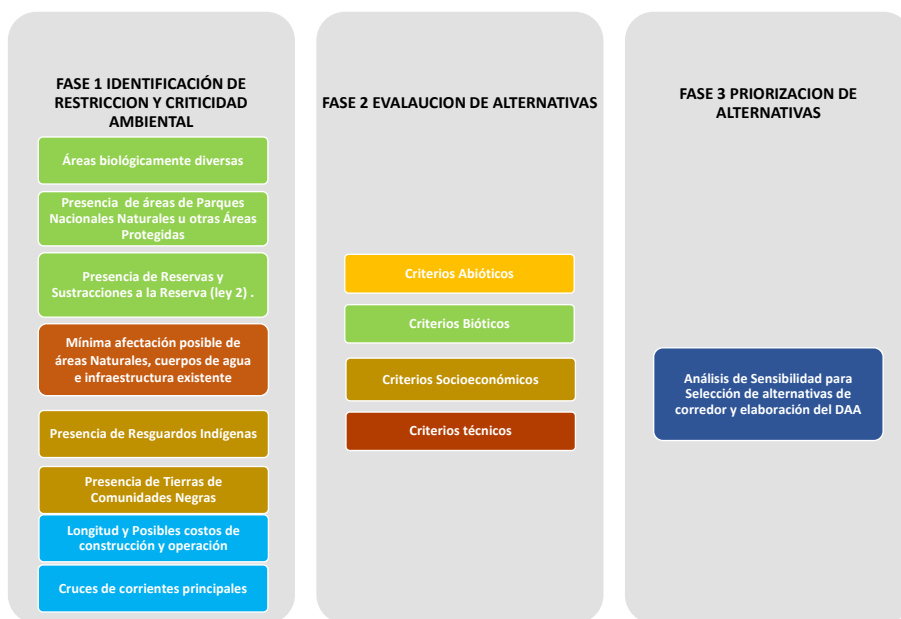 FASE 1 IDENTIFICACIÓN DE
RESTRICCION Y CRITICIDAD
AMBIENTAL
Áreas biológicamente diversas
Presencia de áreas de Parques
Nacionales Naturales u otras Áreas
Protegidas
Presencia de Reservas y
Sustracciones a la Reserva (ley 2) .
Mínima afectación posible de
áreas Naturales, cuerpos de agua
e infraestructura existente
Presencia de Resguardos Indígenas
Presencia de Tierras de
Comunidades Negras
Longitud y Posibles costos de
construcción y operación
Cruces de corrientes principales
FASE 2 EVALAUCION DE ALTERNATIVAS
Criterios Abióticos
Criterios Bióticos
Criterios Socioeconómicos
Criterios técnicos
FASE 3 PRIORIZACION DE
ALTERNATIVAS
Análisis de Sensibilidad para
Selección de alternativas de
corredor y elaboración del DAA